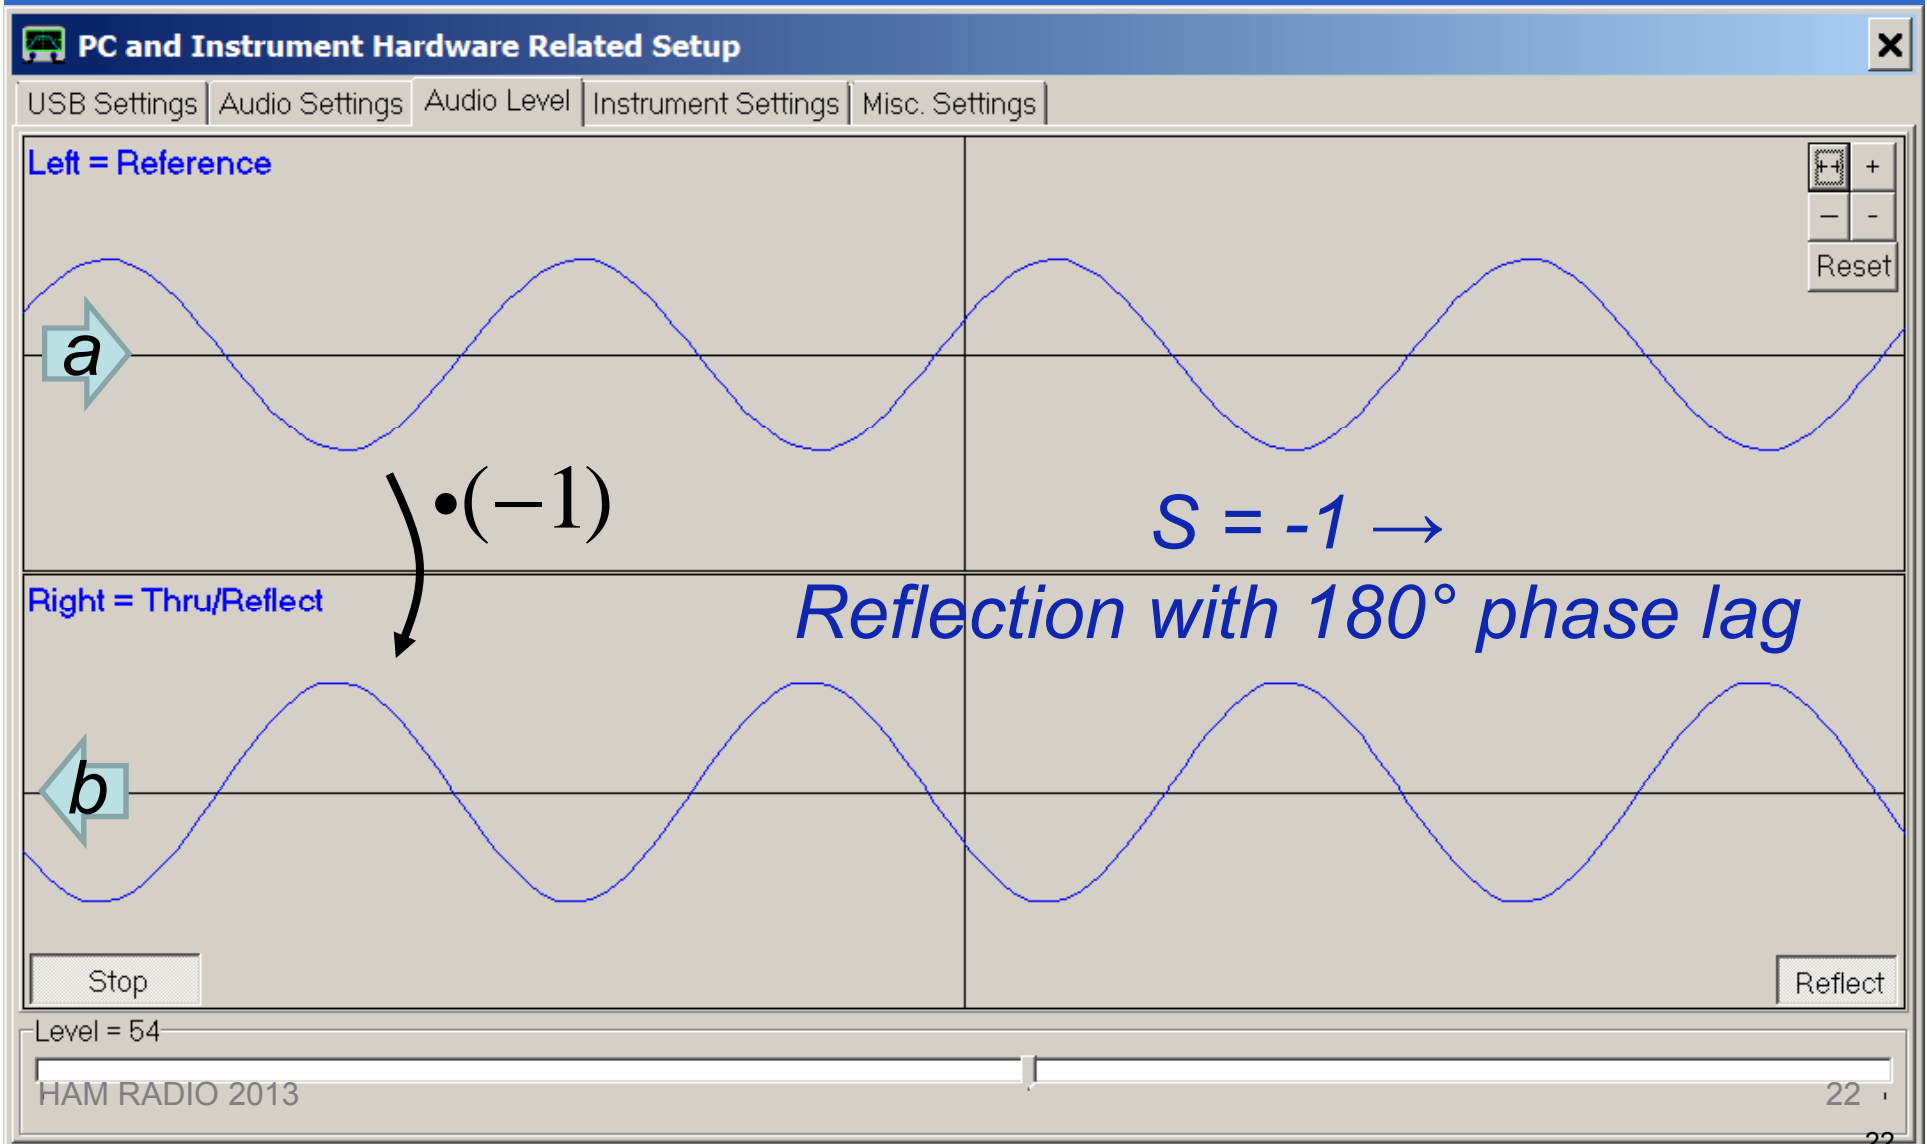 PC and Instrument Hardware Related Setup
USB Settings Audio Settings Audio Level Instrument Settings Misc. Settings
Left = Reference
++ +
— -
Reset
a
•(−1)
S = -1 →
Right = Thru/Reflect
Reflection with 180° phase lag
b
Stop
Reflect
Level = 54
HAM RADIO 2013
22
22